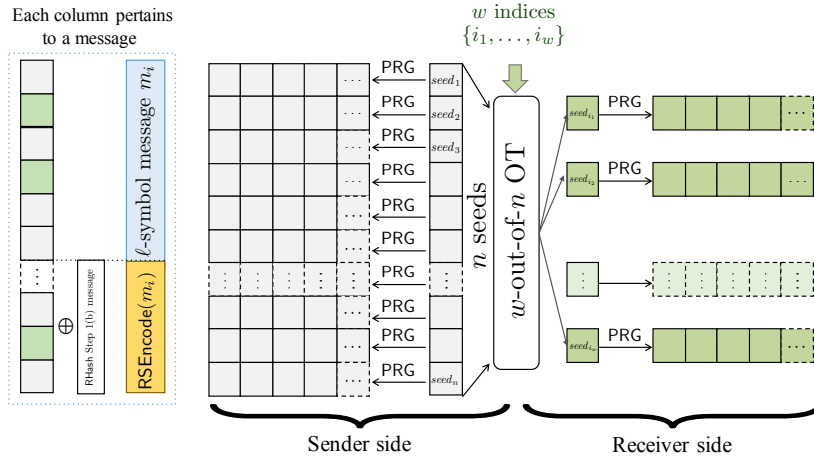 Each column pertains
to a message
ℓ-symbol message m_i
RSEncode(m_i)
RHash Step 1(b) message
⊕
...
PRG
PRG
PRG
PRG
PRG
PRG
PRG
PRG
PRG
PRG
seed_1
seed_2
seed_3
seed_n
n seeds
w indices
{i_1, . . . , i_w}
w-out-of-n OT
seed_{i_1}
PRG
...
seed_{i_2}
PRG
...
seed_{i_w}
PRG
...
Sender side
Receiver side